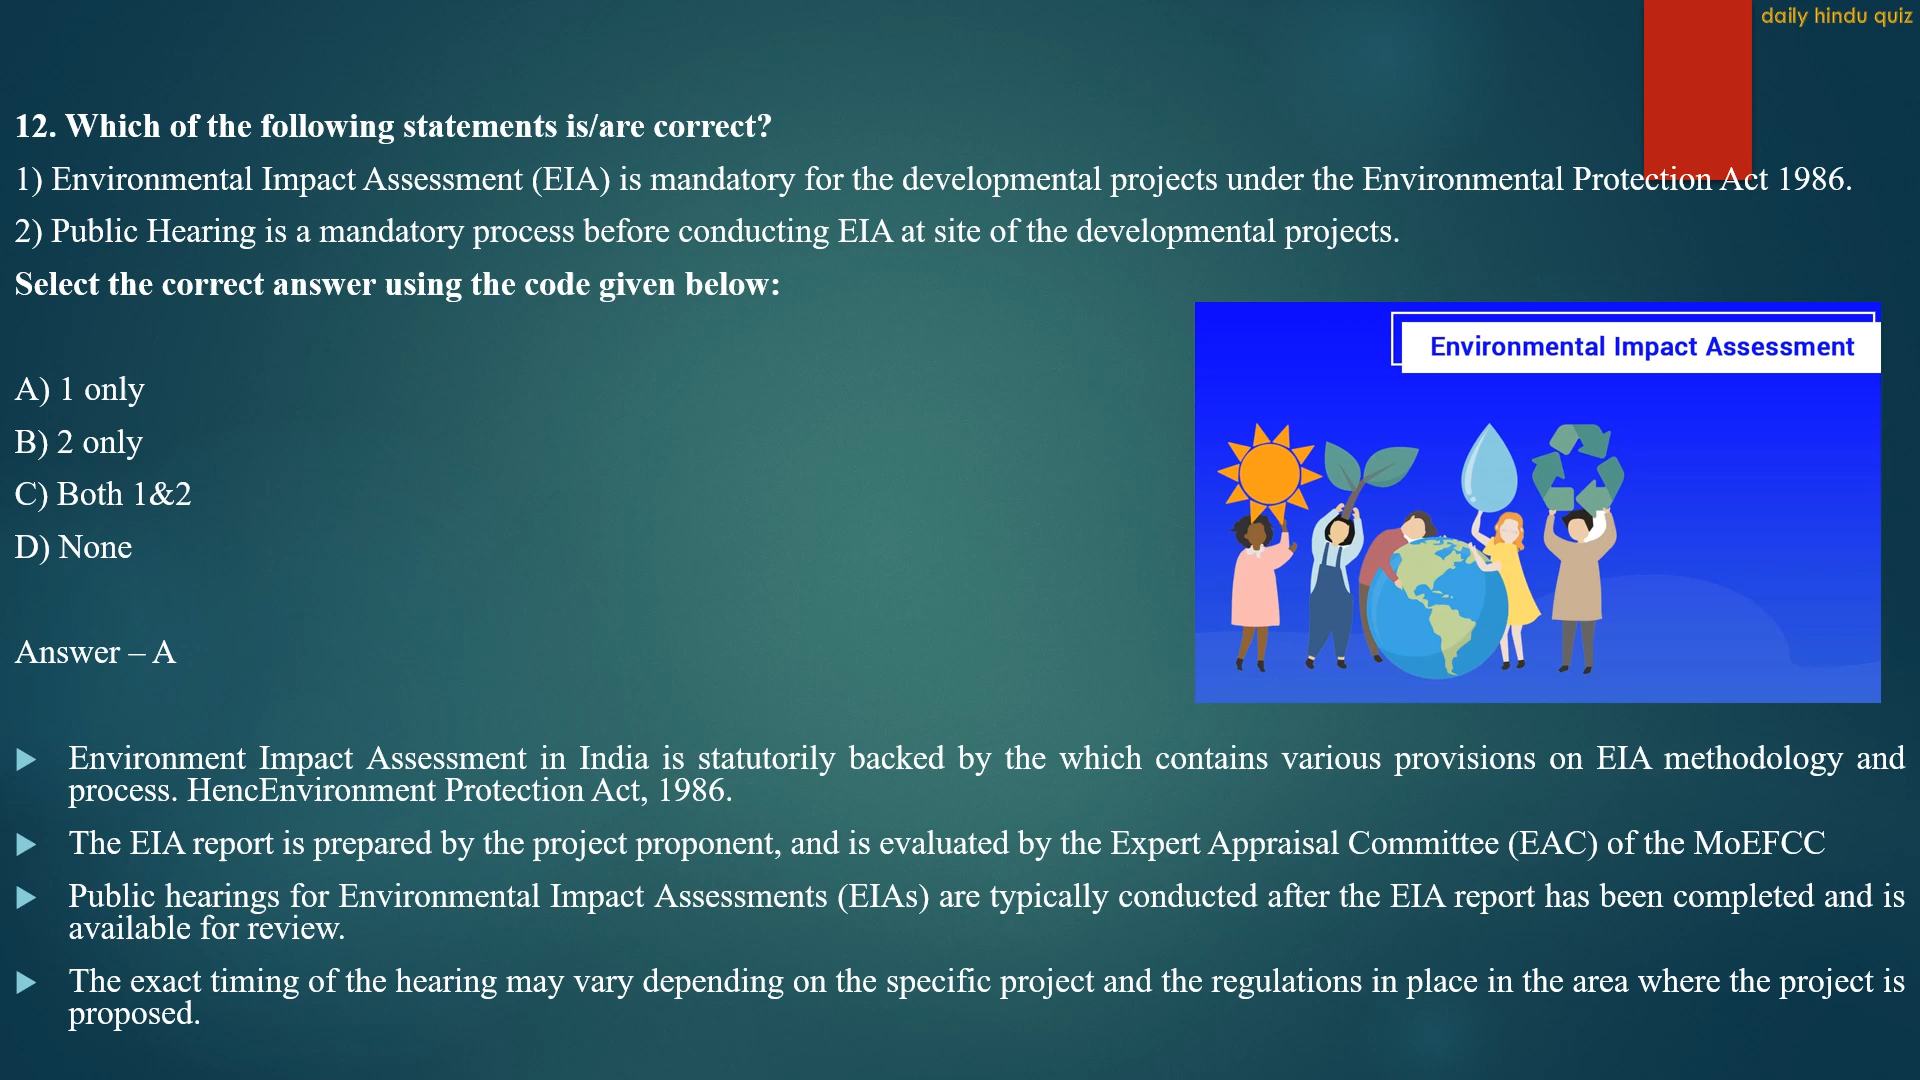 daily hindu quiz
12. Which of the following statements is/are correct?
1) Environmental Impact Assessment (EIA) is mandatory for the developmental projects under the Environmental Protection Act 1986.
2) Public Hearing is a mandatory process before conducting EIA at site of the developmental projects.
Select the correct answer using the code given below:
Environmental Impact Assessment
A) 1 only
B) 2 only
C) Both 1&2
D) None
Answer – A
Environment Impact Assessment in India is statutorily backed by the which contains various provisions on EIA methodology and
process. HencEnvironment Protection Act, 1986.
The EIA report is prepared by the project proponent, and is evaluated by the Expert Appraisal Committee (EAC) of the MoEFCC
Public hearings for Environmental Impact Assessments (EIAs) are typically conducted after the EIA report has been completed and is
available for review.
The exact timing of the hearing may vary depending on the specific project and the regulations in place in the area where the project is
proposed.